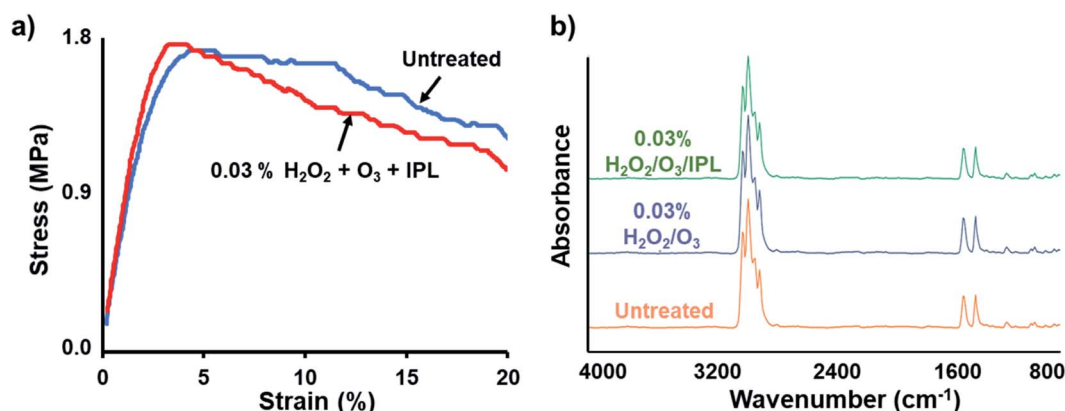 a)
1.8
0.9
0.0
Stress (MPa)
Untreated
0.03 % H₂O₂ + O₃ + IPL
0
5
10
15
20
Strain (%)
b)
Absorbance
0.03%
H₂O₂/O₃/IPL
0.03%
H₂O₂/O₃
Untreated
4000
3200
2400
1600
800
Wavenumber (cm⁻¹)